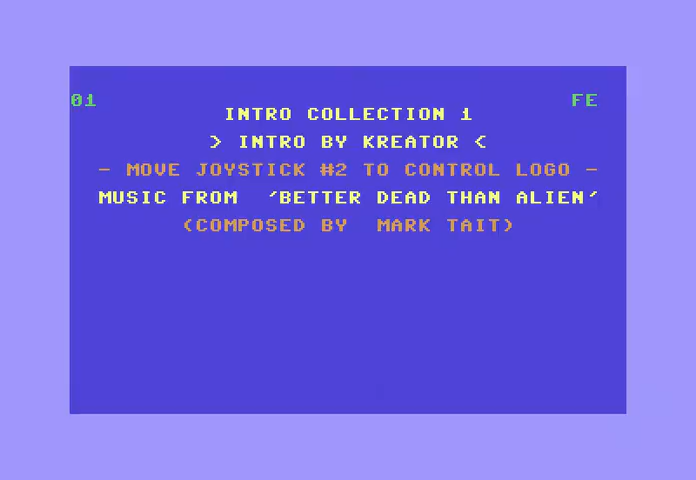 01 FE
INTRO COLLECTION 1
> INTRO BY KREATOR <
- MOVE JOYSTICK #2 TO CONTROL LOGO -
MUSIC FROM  'BETTER DEAD THAN ALIEN'
(COMPOSED BY  MARK TAIT)